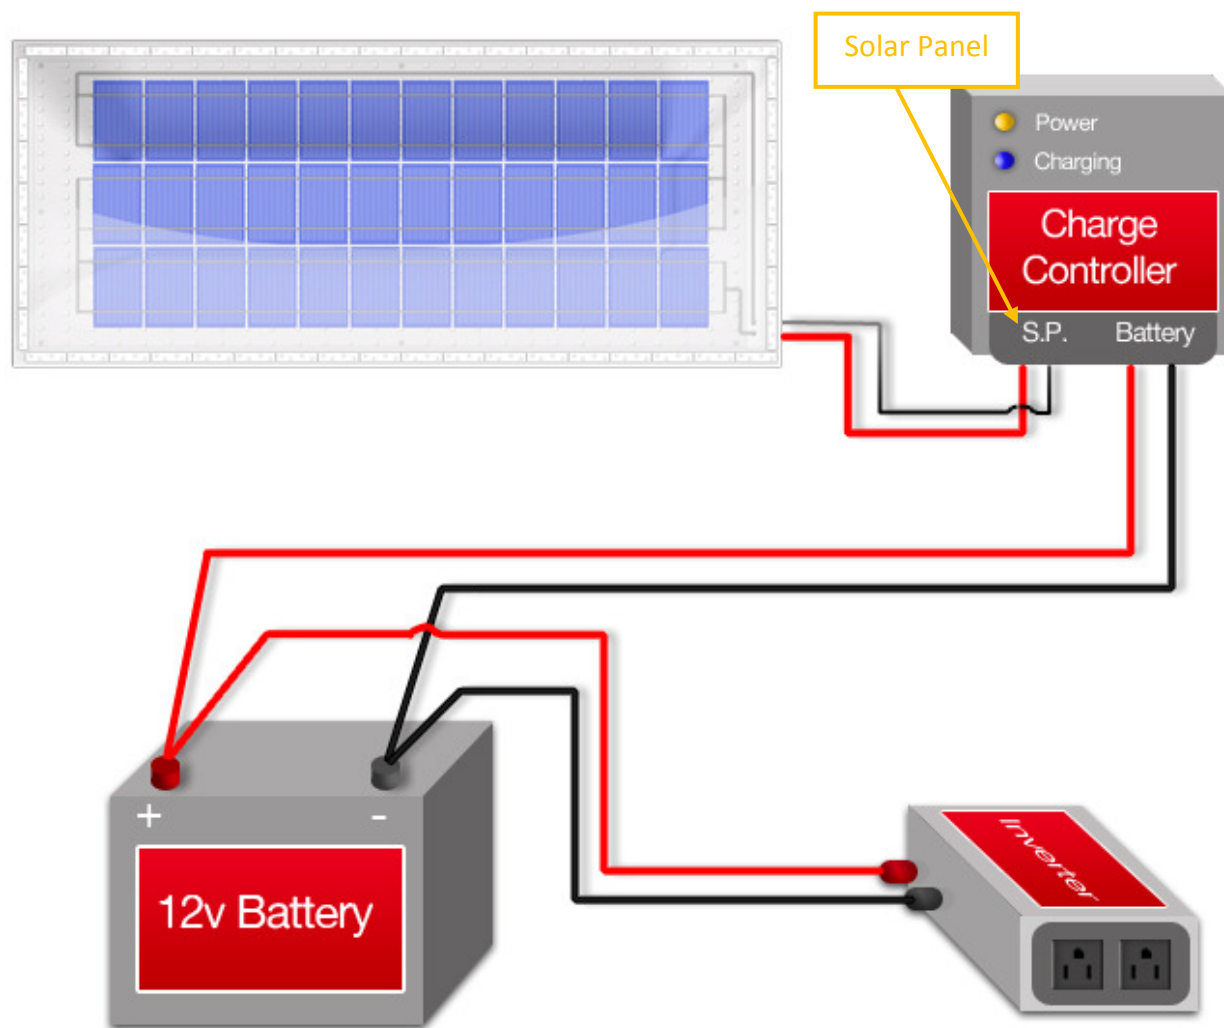 Solar Panel
Power
Charging
Charge
Controller
S.P. Battery
+ -
12v Battery
Inverter